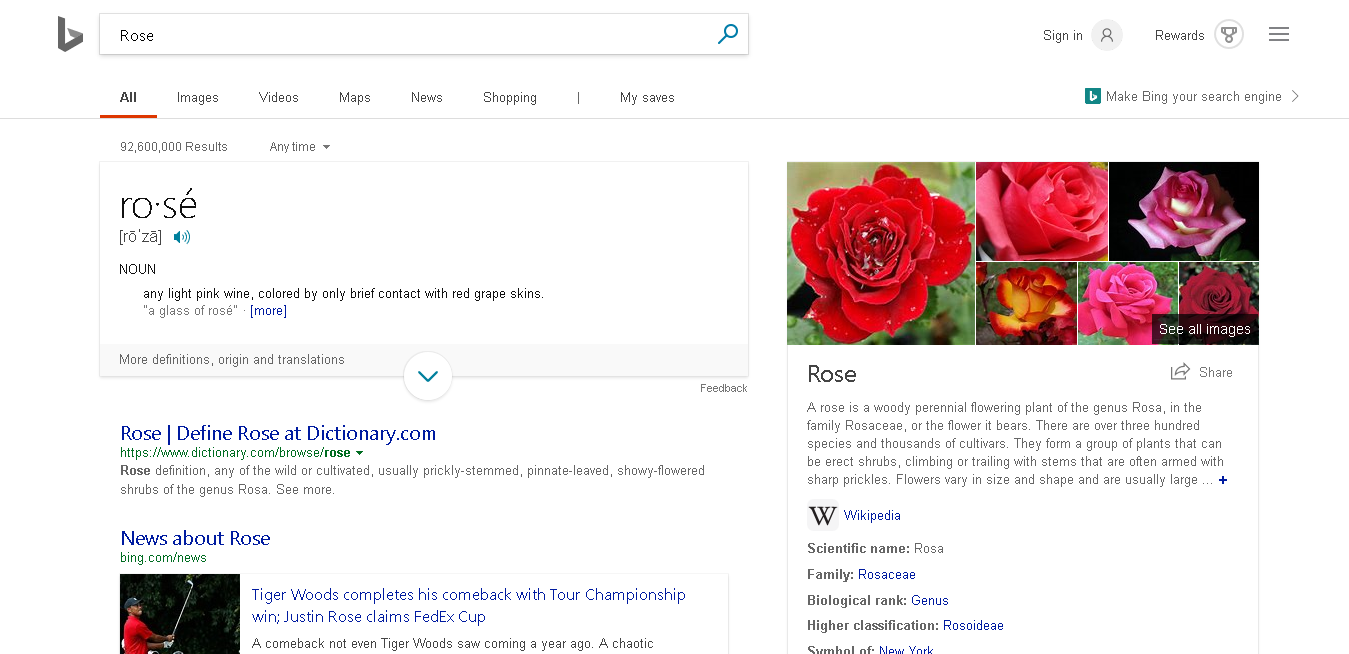 Rose
Sign in
Rewards
All Images Videos Maps News Shopping | My saves
Make Bing your search engine
92,600,000 Results Any time
ro·sé
[rōˈzā]
NOUN
any light pink wine, colored by only brief contact with red grape skins.
"a glass of rosé" · [more]
More definitions, origin and translations
Feedback
Rose | Define Rose at Dictionary.com
https://www.dictionary.com/browse/rose
Rose definition, any of the wild or cultivated, usually prickly-stemmed, pinnate-leaved, showy-flowered
shrubs of the genus Rosa. See more.
News about Rose
bing.com/news
Tiger Woods completes his comeback with Tour Championship
win; Justin Rose claims FedEx Cup
A comeback not even Tiger Woods saw coming a year ago. A chaotic
See all images
Rose
Share
A rose is a woody perennial flowering plant of the genus Rosa, in the
family Rosaceae, or the flower it bears. There are over three hundred
species and thousands of cultivars. They form a group of plants that can
be erect shrubs, climbing or trailing with stems that are often armed with
sharp prickles. Flowers vary in size and shape and are usually large ... +
W Wikipedia
Scientific name: Rosa
Family: Rosaceae
Biological rank: Genus
Higher classification: Rosoideae
Symbol of: New York